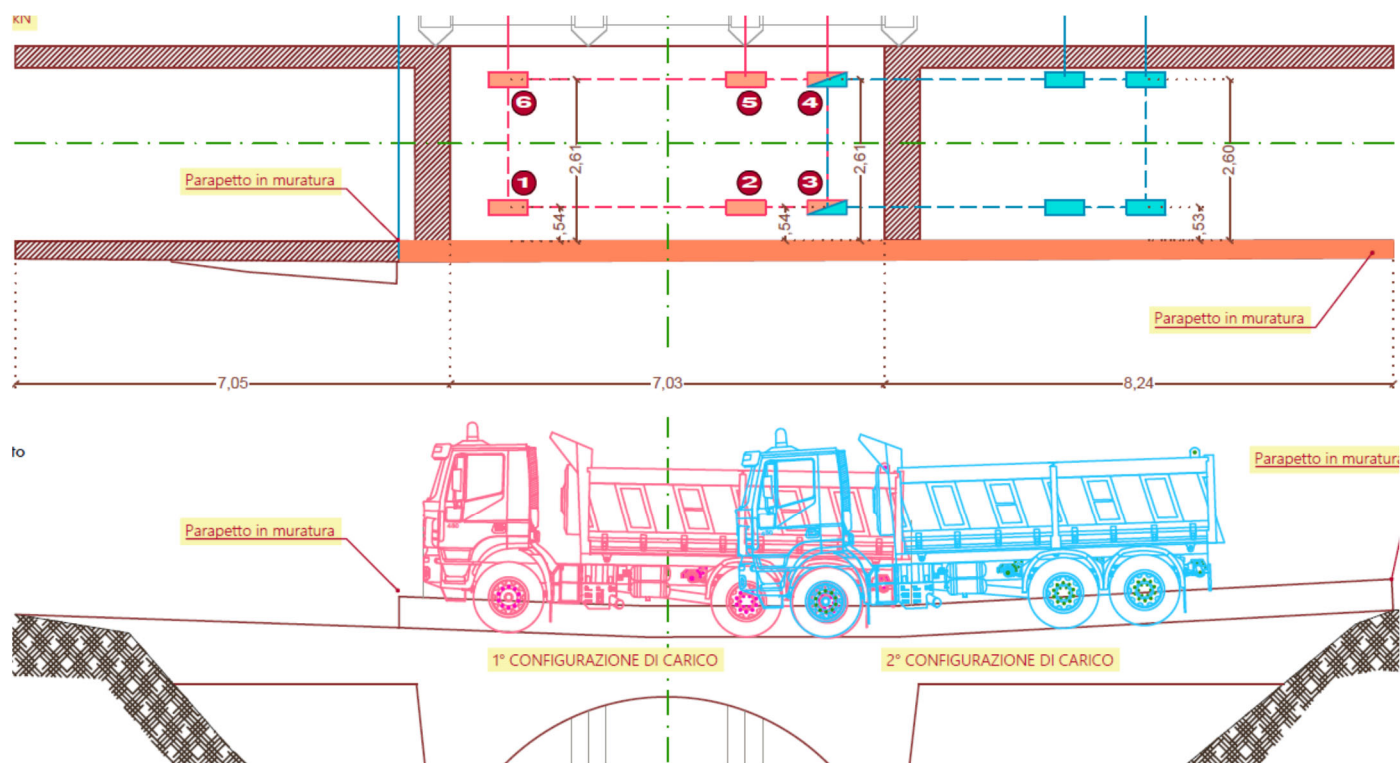 kN
6
5
4
2,61
2,61
2,60
Parapetto in muratura
1
2
3
,54
,54
,53
Parapetto in muratura
7,05
7,03
8,24
to
Parapetto in muratura
Parapetto in muratura
1° CONFIGURAZIONE DI CARICO
2° CONFIGURAZIONE DI CARICO